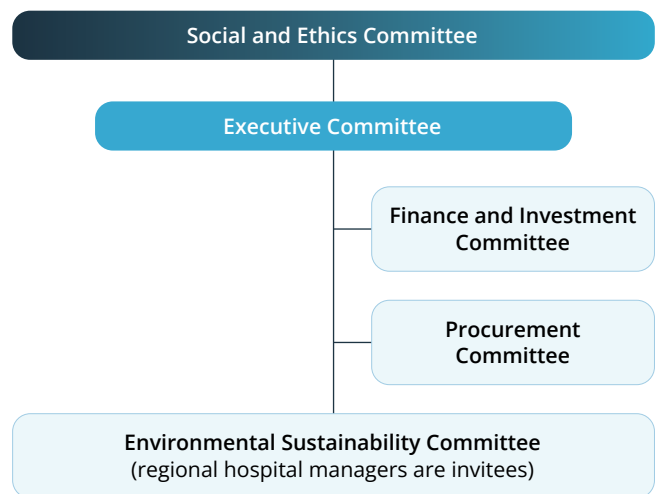 Social and Ethics Committee
Executive Committee
Finance and Investment
Committee
Procurement
Committee
Environmental Sustainability Committee
(regional hospital managers are invitees)